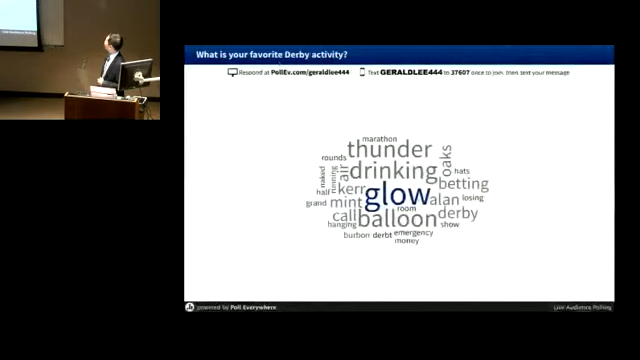 What is your favorite Derby activity?
Respond at PollEv.com/geraldlee444 Text GERALDLEE444 to 37607 once to join, then text your message
marathon
thunder
rounds
drinking
oaks
air
hats
naked
running
kerr
glow
betting
half
grand
mint
alan
losing
room
call
balloon
derby
hanging
show
burbon
derbt
emergency
money
powered by Poll Everywhere
Live Audience Polling